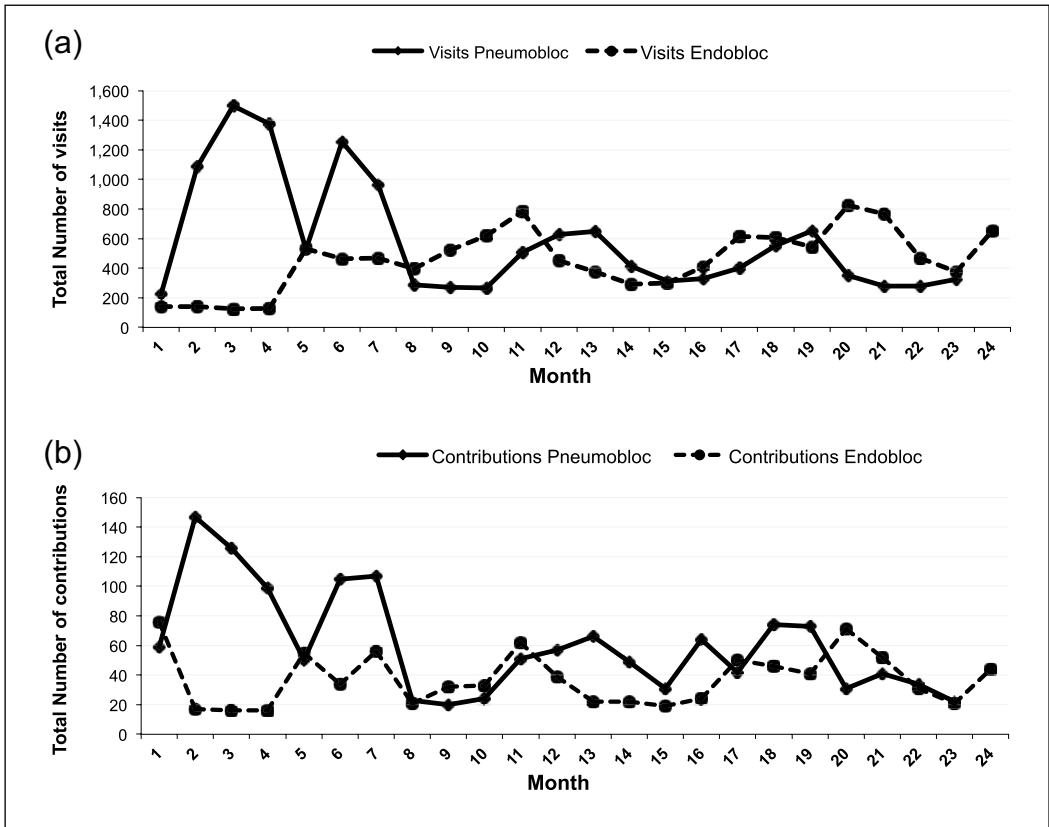 (a)
Visits Pneumobloc Visits Endobloc
Total Number of visits
1,600
1,400
1,200
1,000
800
600
400
200
0
1 2 3 4 5 6 7 8 9 10 11 12 13 14 15 16 17 18 19 20 21 22 23 24
Month
(b)
Contributions Pneumobloc Contributions Endobloc
Total Number of contributions
160
140
120
100
80
60
40
20
0
1 2 3 4 5 6 7 8 9 10 11 12 13 14 15 16 17 18 19 20 21 22 23 24
Month